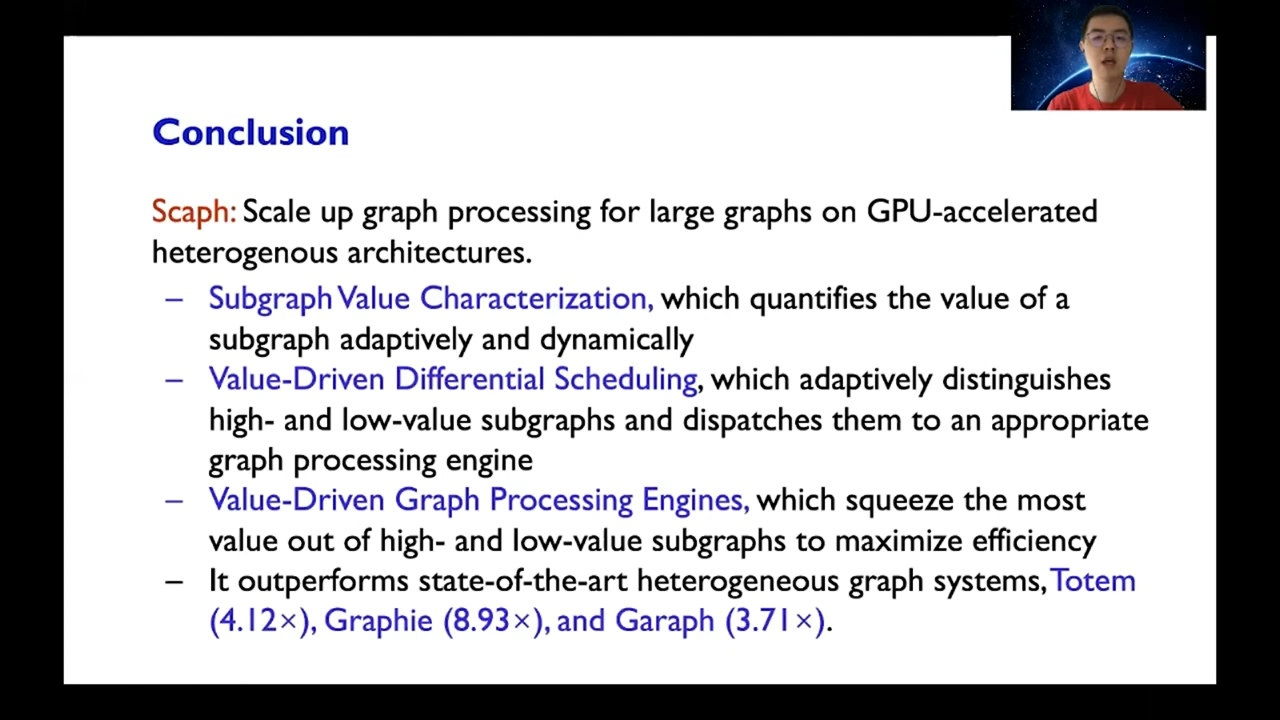 Conclusion
Scaph: Scale up graph processing for large graphs on GPU-accelerated
heterogenous architectures.
– Subgraph Value Characterization, which quantifies the value of a
subgraph adaptively and dynamically
– Value-Driven Differential Scheduling, which adaptively distinguishes
high- and low-value subgraphs and dispatches them to an appropriate
graph processing engine
– Value-Driven Graph Processing Engines, which squeeze the most
value out of high- and low-value subgraphs to maximize efficiency
– It outperforms state-of-the-art heterogeneous graph systems, Totem
(4.12×), Graphie (8.93×), and Garaph (3.71×).